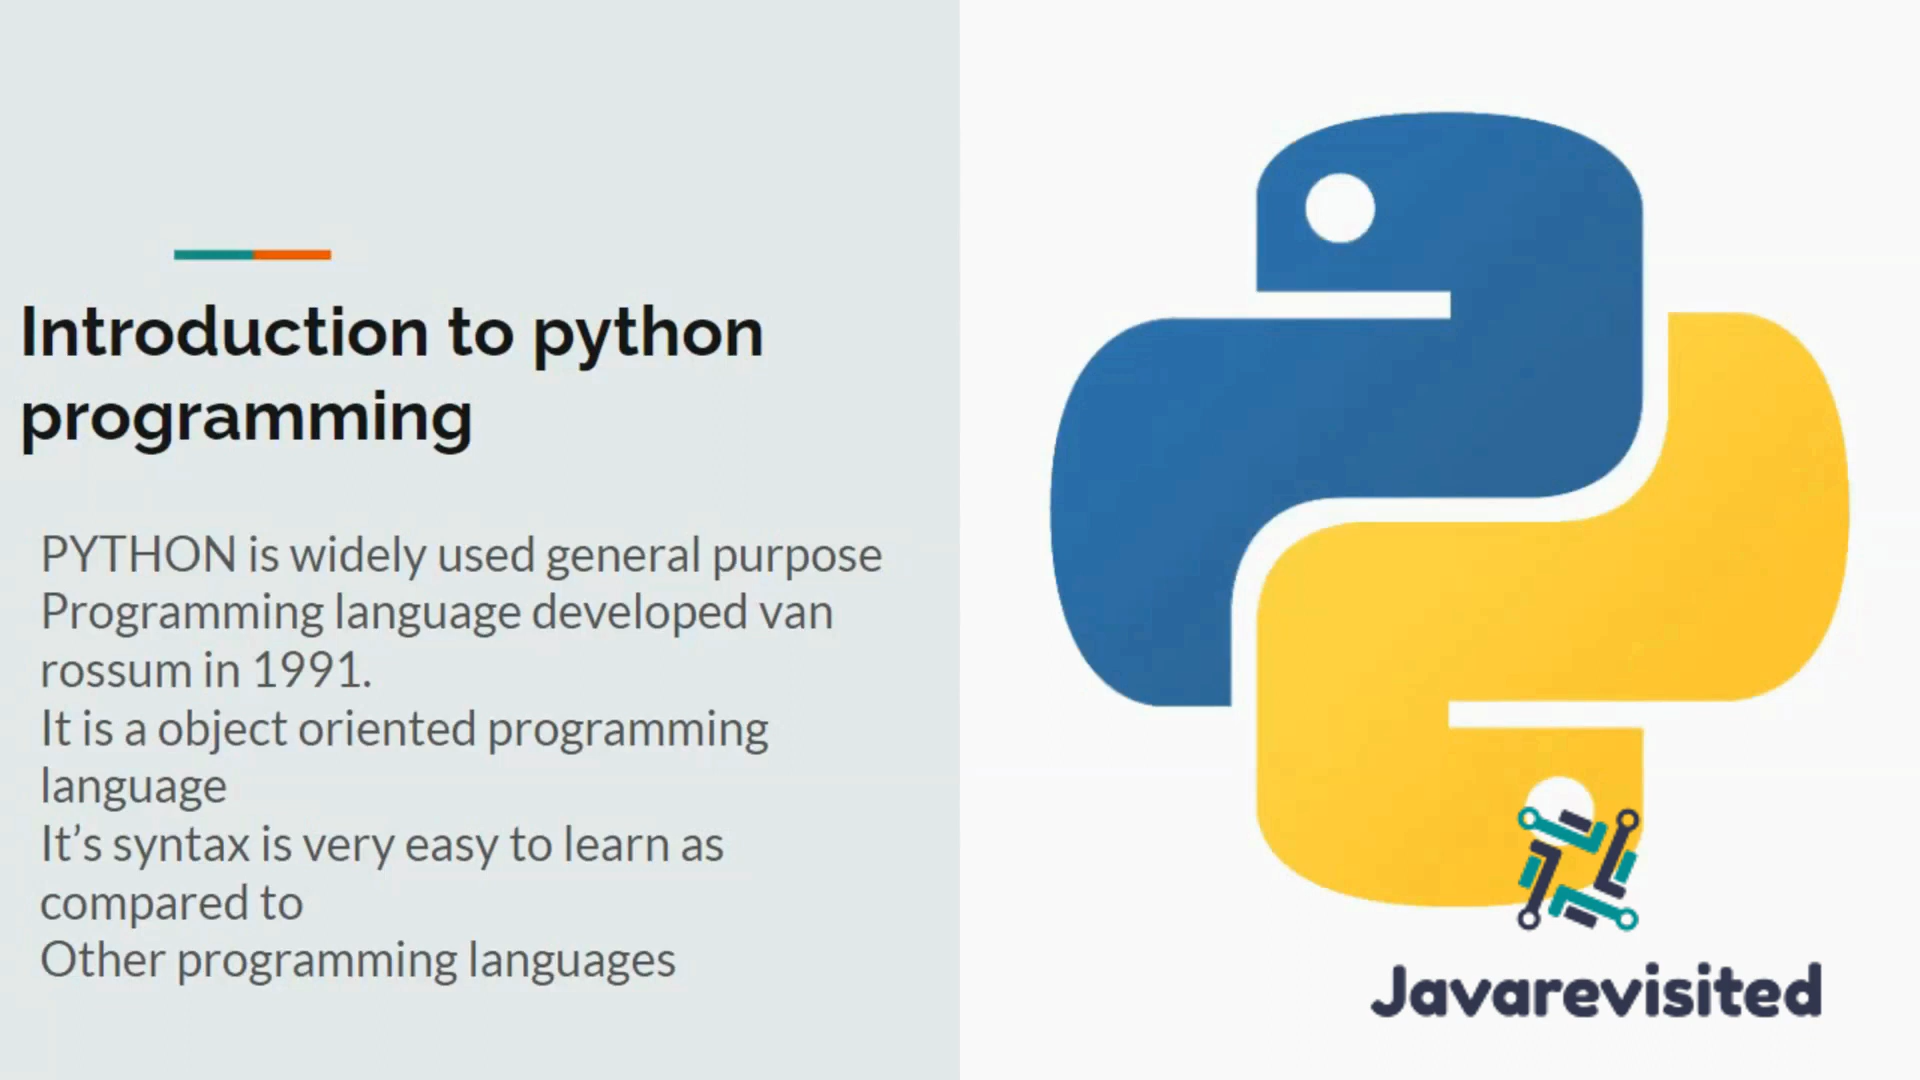 Introduction to python
programming
PYTHON is widely used general purpose
Programming language developed van
rossum in 1991.
It is a object oriented programming
language
It’s syntax is very easy to learn as
compared to
Other programming languages
Javarevisited